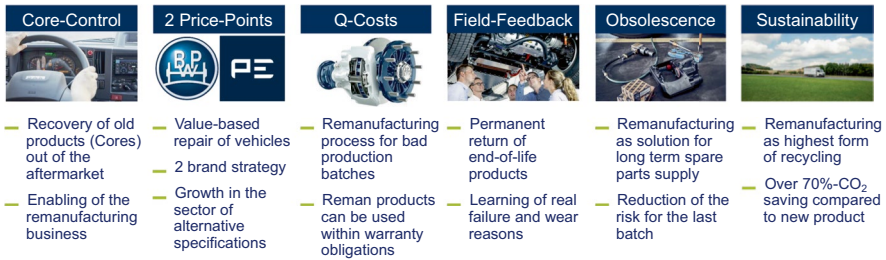 Core-Control
2 Price-Points
Q-Costs
Field-Feedback
Obsolescence
Sustainability
BPW
PE
Recovery of old
products (Cores)
out of the
aftermarket
Enabling of the
remanufacturing
business
Value-based
repair of vehicles
2 brand strategy
Growth in the
sector of
alternative
specifications
Remanufacturing
process for bad
production
batches
Reman products
can be used
within warranty
obligations
Permanent
return of
end-of-life
products
Learning of real
failure and wear
reasons
Remanufacturing
as solution for
long term spare
parts supply
Reduction of the
risk for the last
batch
Remanufacturing
as highest form
of recycling
Over 70%-CO₂
saving compared
to new product